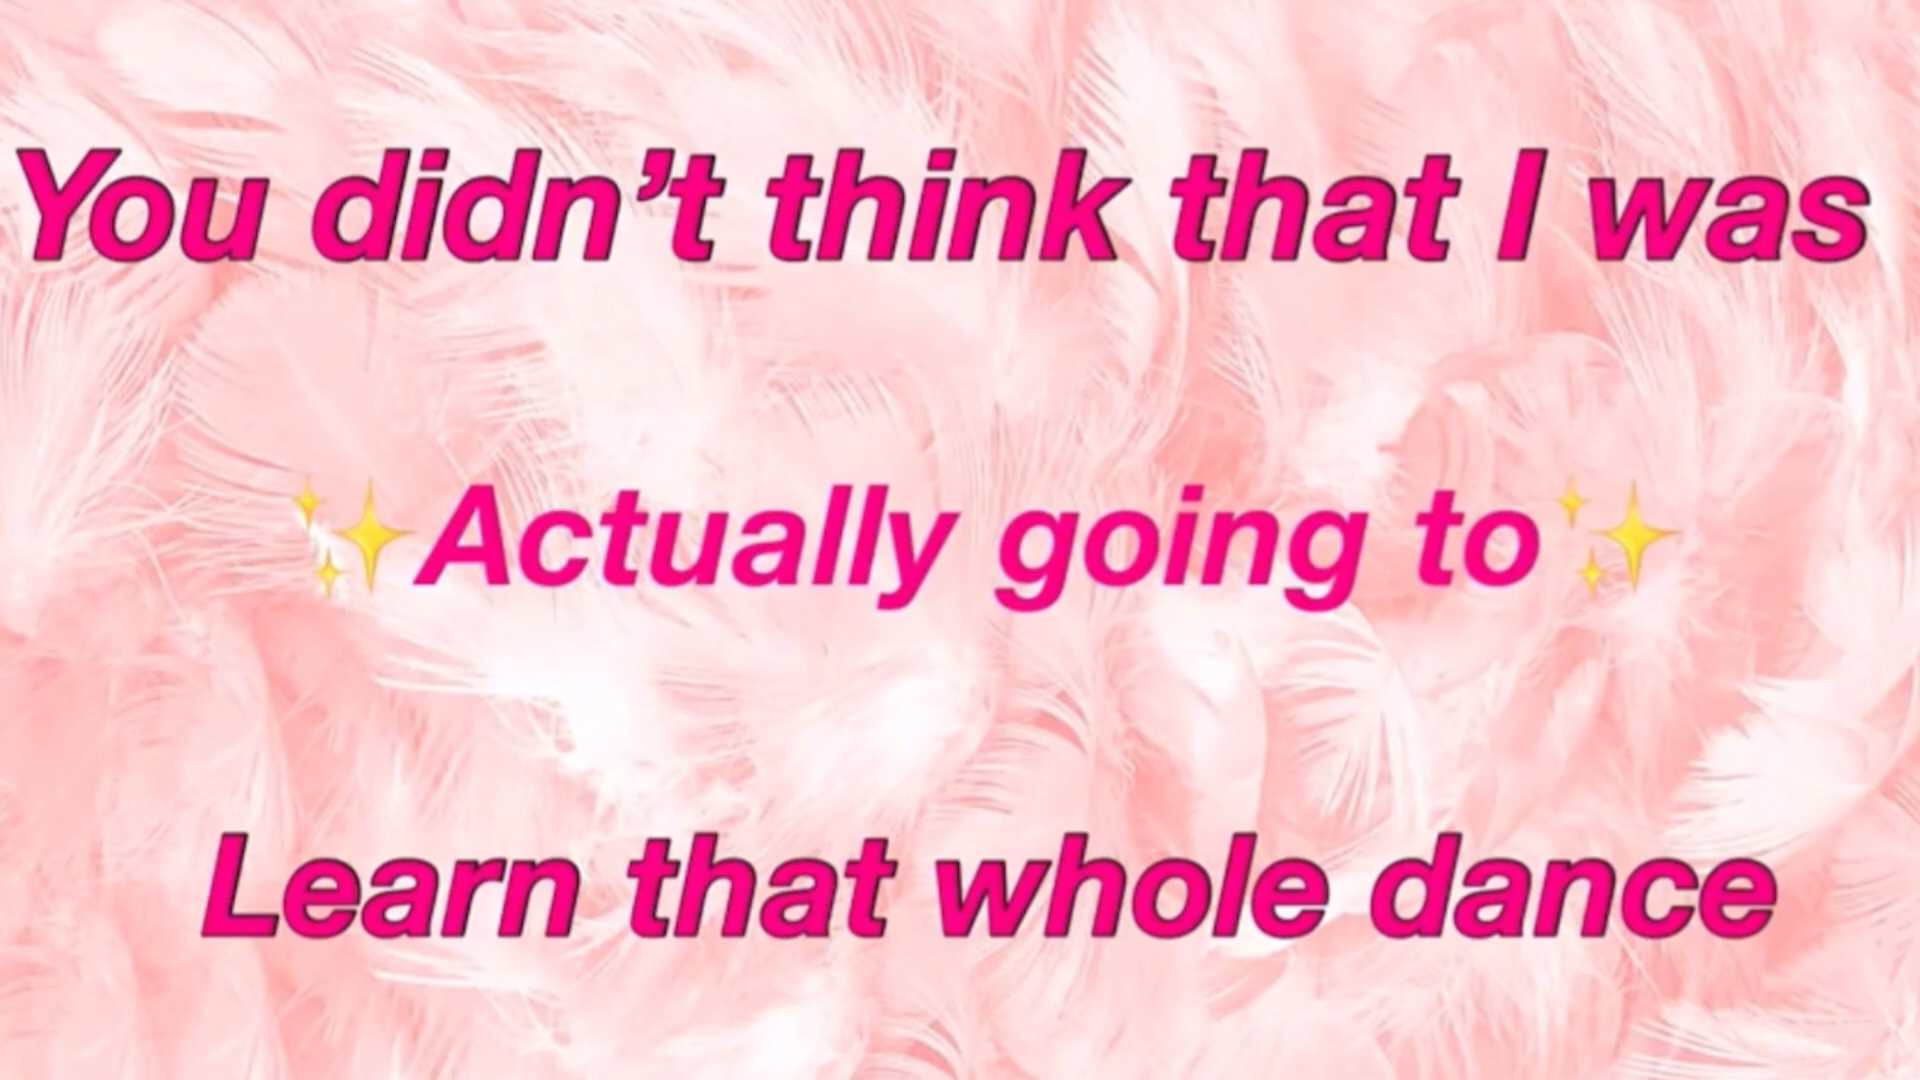 You didn’t think that I was
✨Actually going to✨
Learn that whole dance